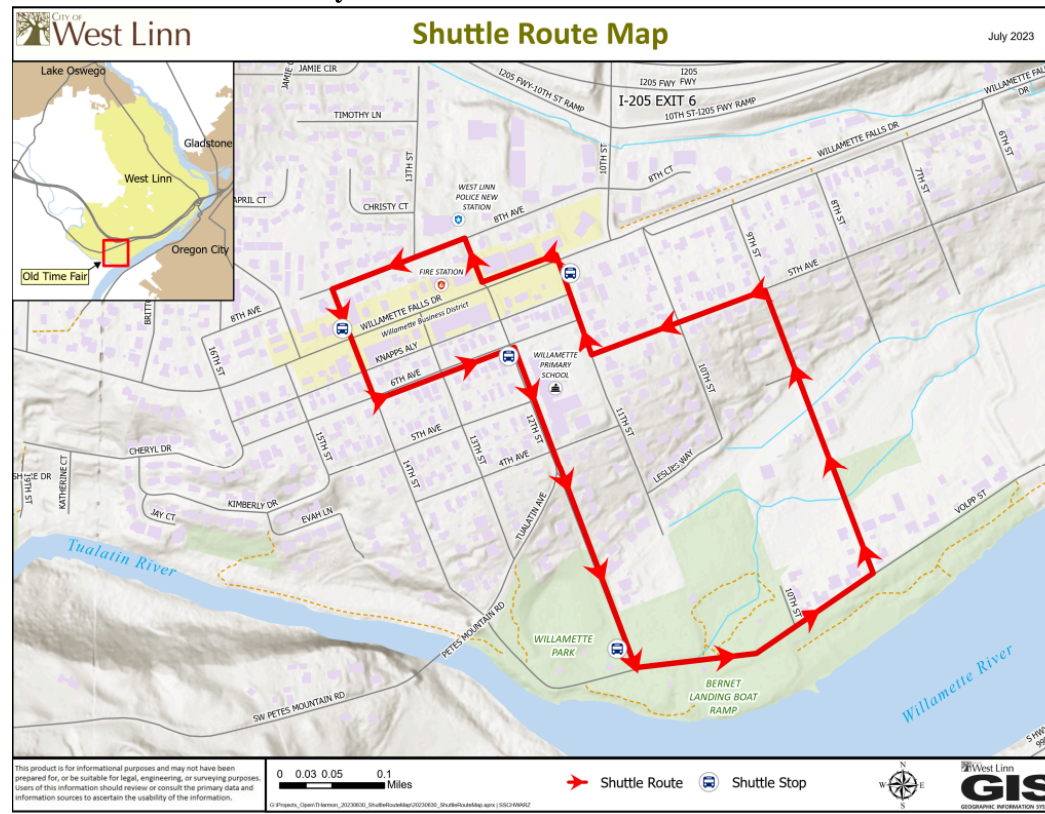 CITY OF
West Linn
Shuttle Route Map
July 2023
Lake Oswego
Gladstone
West Linn
Oregon City
Old Time Fair
JAMIE CIR
TIMOTHY LN
13TH ST
APRIL CT
CHRISTY CT
I205 FWY-10TH ST RAMP
I205
I205 FWY FWY
I-205 EXIT 6
10TH ST-I205 FWY RAMP
WILLAMETTE FALLS
DR
WILLAMETTE FALLS DR
6TH ST
7TH ST
8TH ST
9TH ST
10TH ST
8TH CT
WEST LINN
POLICE NEW
STATION
8TH AVE
FIRE STATION
5TH AVE
WILLAMETTE FALLS DR
Willamette Business District
KNAPPS ALY
8TH AVE
16TH ST
6TH AVE
WILLAMETTE
PRIMARY
SCHOOL
10TH ST
11TH ST
12TH ST
5TH AVE
13TH ST
4TH AVE
15TH ST
14TH ST
LESLIES WAY
CHERYL DR
KATHERINE CT
19TH ST
KIMBERLY DR
JAY CT
EVAH LN
TUALATIN AVE
VOLPP ST
10TH ST
Tualatin River
PETES MOUNTAIN RD
WILLAMETTE
PARK
BERNET
LANDING BOAT
RAMP
Willamette River
SW PETES MOUNTAIN RD
This product is for informational purposes and may not have been
prepared for, or be suitable for legal, engineering, or surveying purposes.
Users of this information should review or consult the primary data and
information sources to ascertain the usability of the information.
0 0.03 0.05 0.1
Miles
Shuttle Route
Shuttle Stop
N
W E
S
West Linn
GIS
GEOGRAPHIC INFORMATION SYS